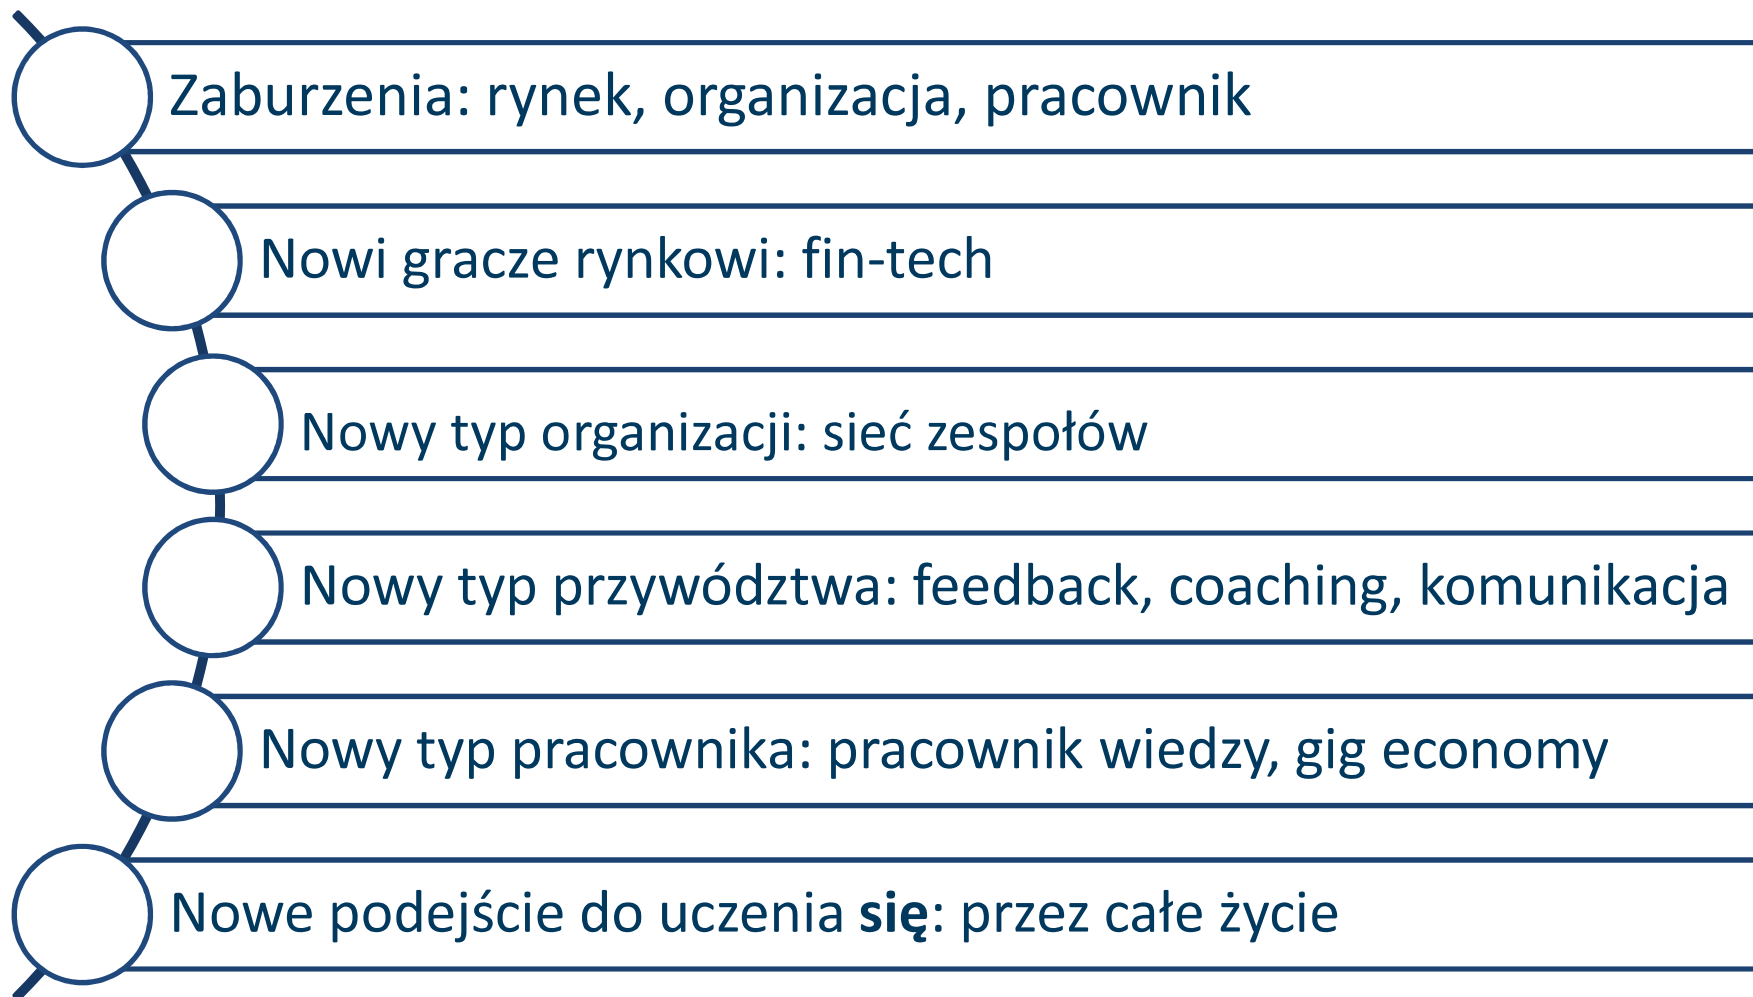 Zaburzenia: rynek, organizacja, pracownik
Nowi gracze rynkowi: fin-tech
Nowy typ organizacji: sieć zespołów
Nowy typ przywództwa: feedback, coaching, komunikacja
Nowy typ pracownika: pracownik wiedzy, gig economy
Nowe podejście do uczenia się: przez całe życie